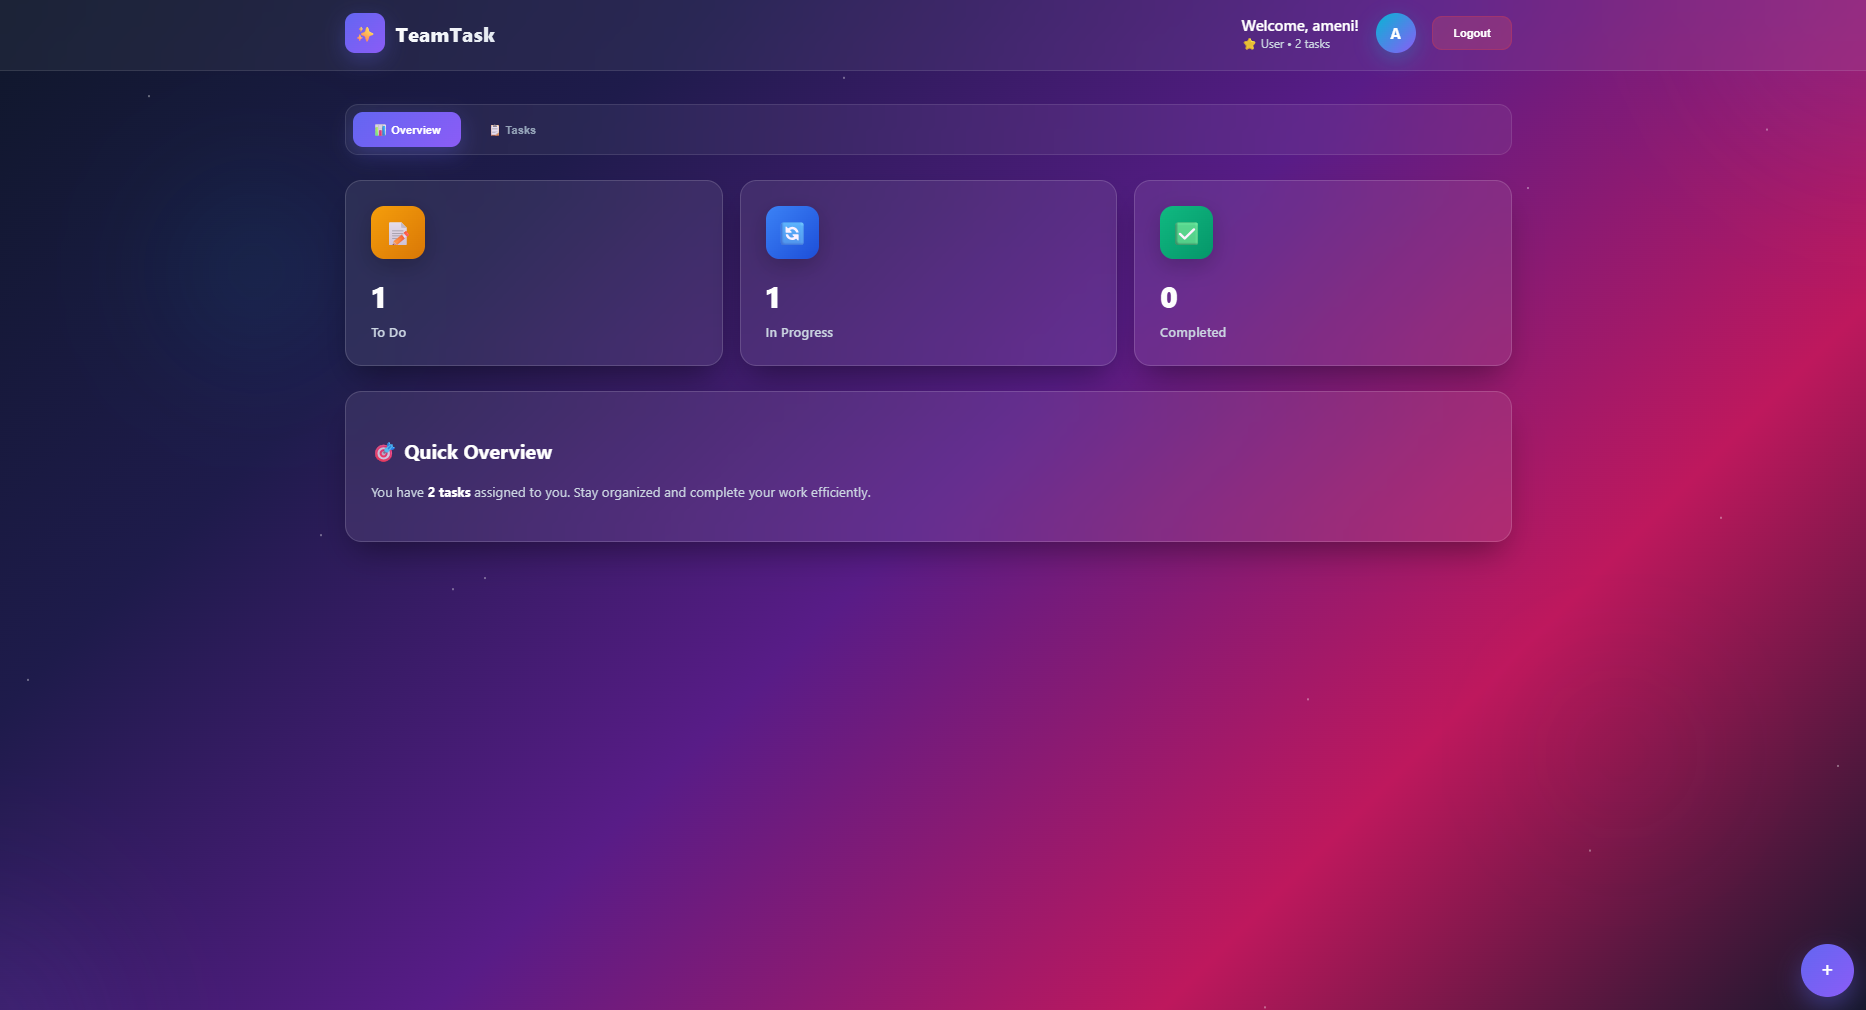 ✨ TeamTask
Welcome, ameni!
⭐ User • 2 tasks
A
Logout
📊 Overview
📋 Tasks
1
To Do
1
In Progress
0
Completed
🎯 Quick Overview
You have 2 tasks assigned to you. Stay organized and complete your work efficiently.
+